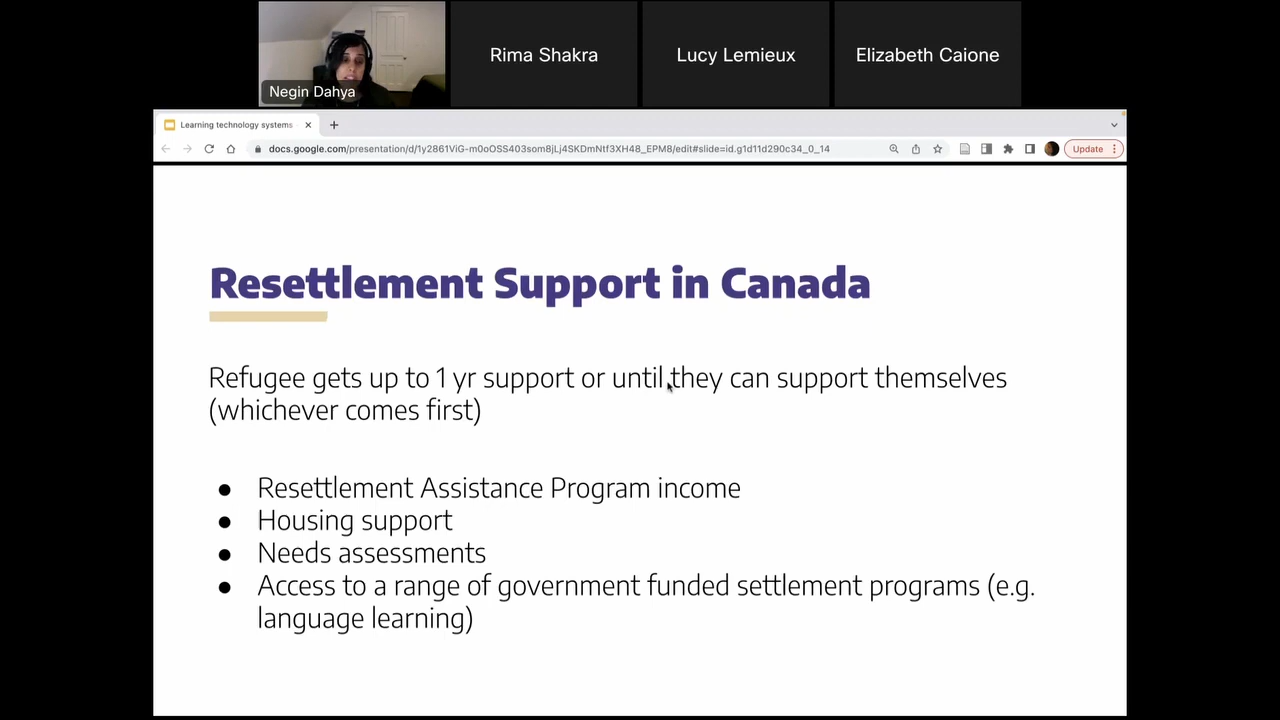 Negin Dahya
Rima Shakra
Lucy Lemieux
Elizabeth Caione
Learning technology systems
docs.google.com/presentation/d/1y2861ViG-m0oOSS403som8jLj4SKDmNtf3XH48_EPM8/edit#slide=id.g1d11d290c34_0_14
Update
Resettlement Support in Canada
Refugee gets up to 1 yr support or until they can support themselves
(whichever comes first)
● Resettlement Assistance Program income
● Housing support
● Needs assessments
● Access to a range of government funded settlement programs (e.g.
language learning)